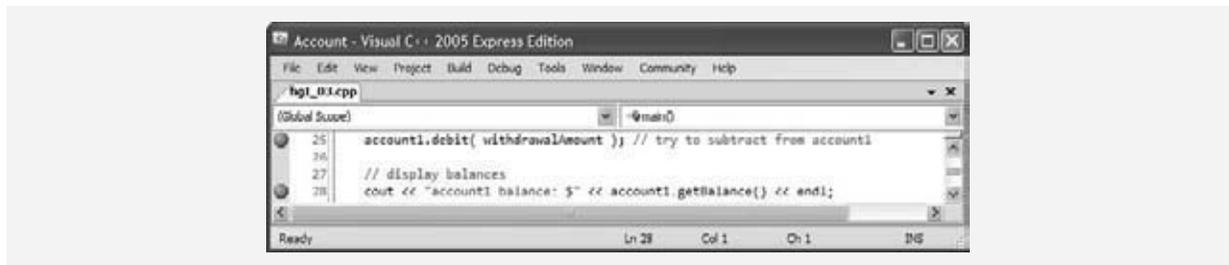 Account - Visual C++ 2005 Express Edition
File Edit View Project Build Debug Tools Window Community Help
figI_03.cpp
(Global Scope) main()
25 account1.debit( withdrawalAmount ); // try to subtract from account1
26
27 // display balances
28 cout << "account1 balance: $" << account1.getBalance() << endl;
Ready Ln 28 Col 1 Ch 1 INS